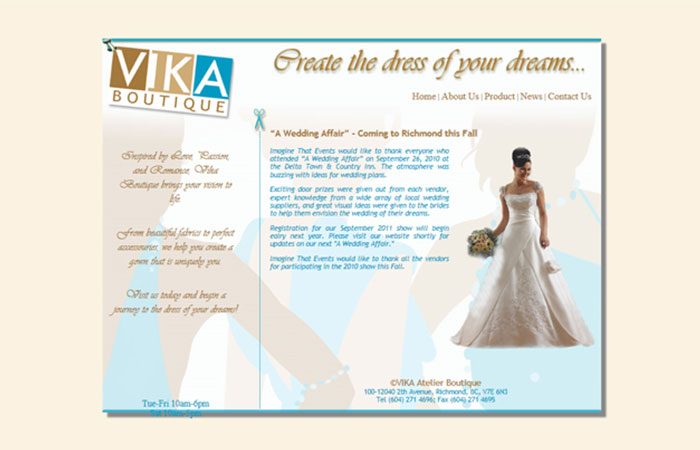 VIKA
BOUTIQUE
Create the dress of your dreams...
Home | About Us | Product | News | Contact Us
Inspired by Love, Passion,
and Romance, Vika
Boutique brings your vision to
life.
From beautiful fabrics to perfect
accessories, we help you create a
gown that is uniquely you.
Visit us today and begin a
journey to the dress of your dreams!
Tue-Fri 10am-6pm
Sat 10am-5pm
"A Wedding Affair" - Coming to Richmond this Fall
Imagine That Events would like to thank everyone who
attended "A Wedding Affair" on September 26, 2010 at
the Delta Town & Country Inn. The atmosphere was
buzzing with ideas for wedding plans.
Exciting door prizes were given out from each vendor,
expert knowledge from a wide array of local wedding
suppliers, and great visual ideas were given to the brides
to help them envision the wedding of their dreams.
Registration for our September 2011 show will begin
eairy next year. Please visit our website shortly for
updates on our next "A Wedding Affair."
Imagine That Events would like to thank all the vendors
for participating in the 2010 show this Fall.
©VIKA Atelier Boutique
100-12040 2th Avenue, Richmond, BC, V7E 6N3
Tel (604) 271 4696; Fax (604) 271 4695